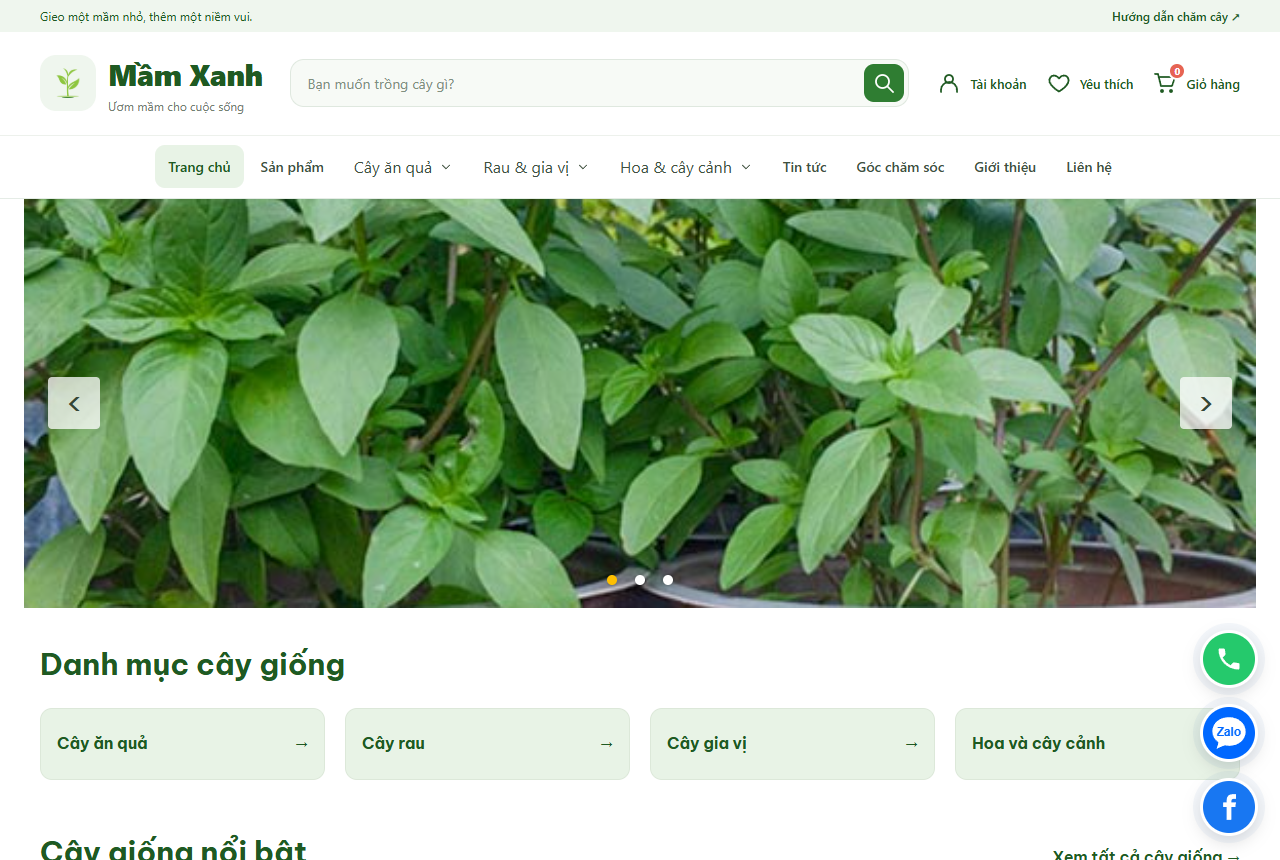 Gieo một mầm nhỏ, thêm một niềm vui.
Hướng dẫn chăm cây ↗
Mầm Xanh
Ươm mầm cho cuộc sống
Bạn muốn trồng cây gì?
Tài khoản
Yêu thích
0
Giỏ hàng
Trang chủ
Sản phẩm
Cây ăn quả
Rau & gia vị
Hoa & cây cảnh
Tin tức
Góc chăm sóc
Giới thiệu
Liên hệ
Danh mục cây giống
Cây ăn quả →
Cây rau →
Cây gia vị →
Hoa và cây cảnh
Zalo
Cây giống nổi bật
Xem tất cả cây giống →